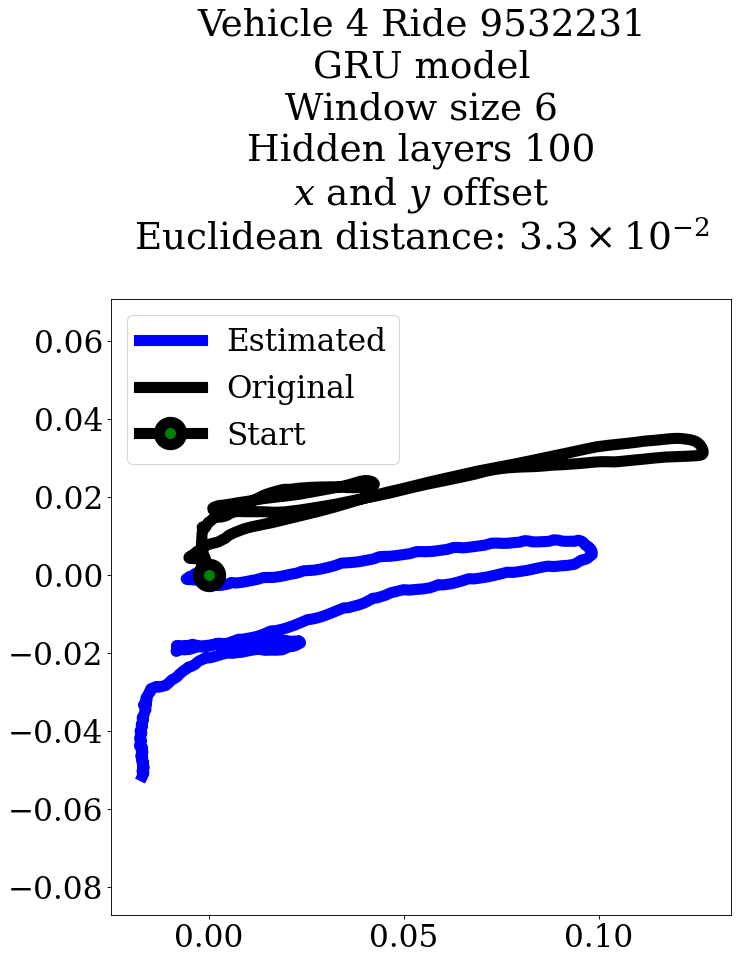 Vehicle 4 Ride 9532231
GRU model
Window size 6
Hidden layers 100
x and y offset
Euclidean distance: 3.3 × 10⁻²
Estimated
Original
Start
0.06
0.04
0.02
0.00
−0.02
−0.04
−0.06
−0.08
0.00 0.05 0.10